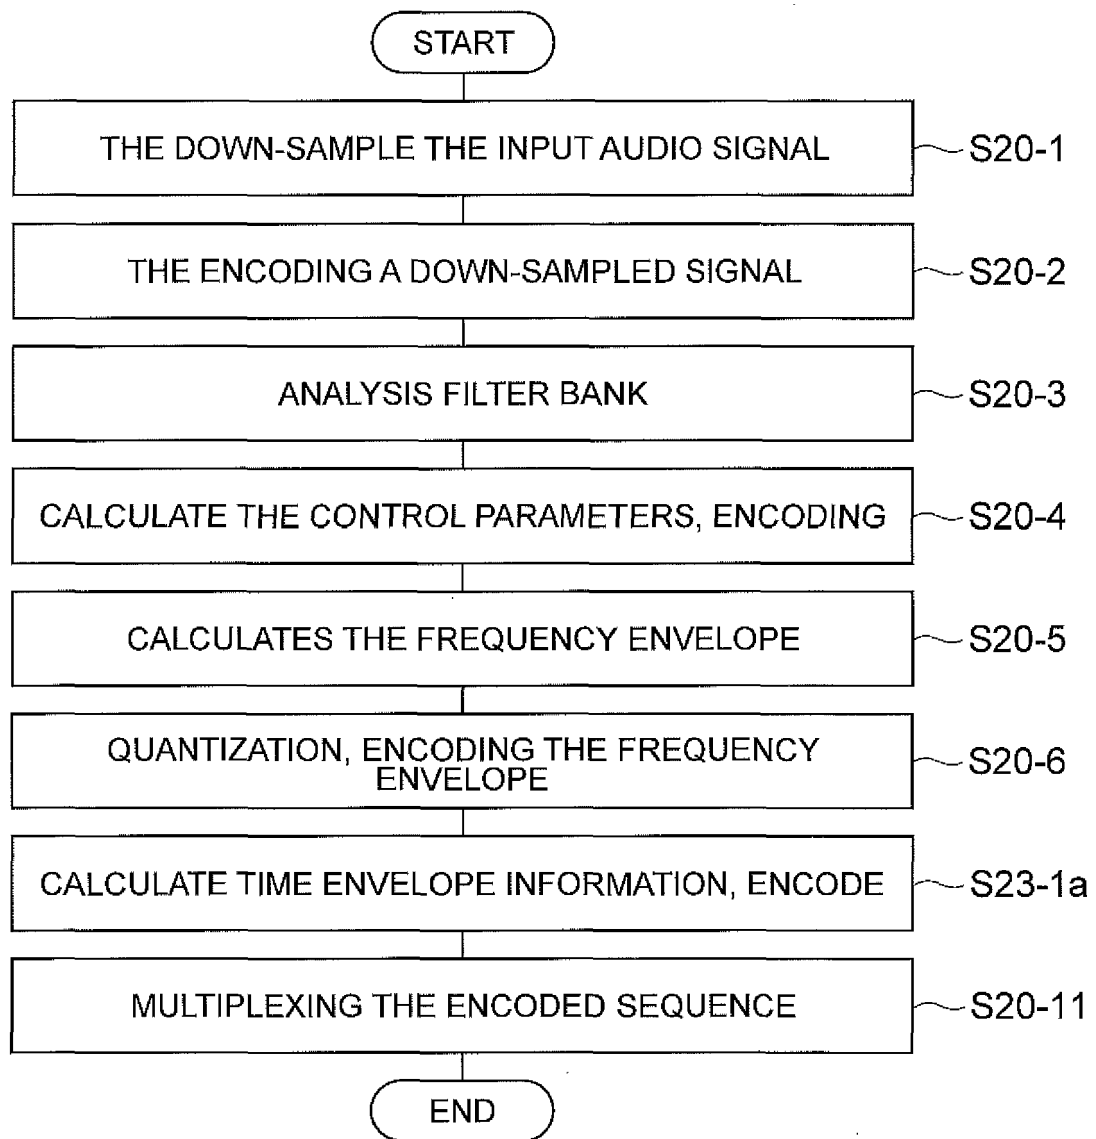 START
THE DOWN-SAMPLE THE INPUT AUDIO SIGNAL
S20-1
THE ENCODING A DOWN-SAMPLED SIGNAL
S20-2
ANALYSIS FILTER BANK
S20-3
CALCULATE THE CONTROL PARAMETERS, ENCODING
S20-4
CALCULATES THE FREQUENCY ENVELOPE
S20-5
QUANTIZATION, ENCODING THE FREQUENCY
ENVELOPE
S20-6
CALCULATE TIME ENVELOPE INFORMATION, ENCODE
S23-1a
MULTIPLEXING THE ENCODED SEQUENCE
S20-11
END